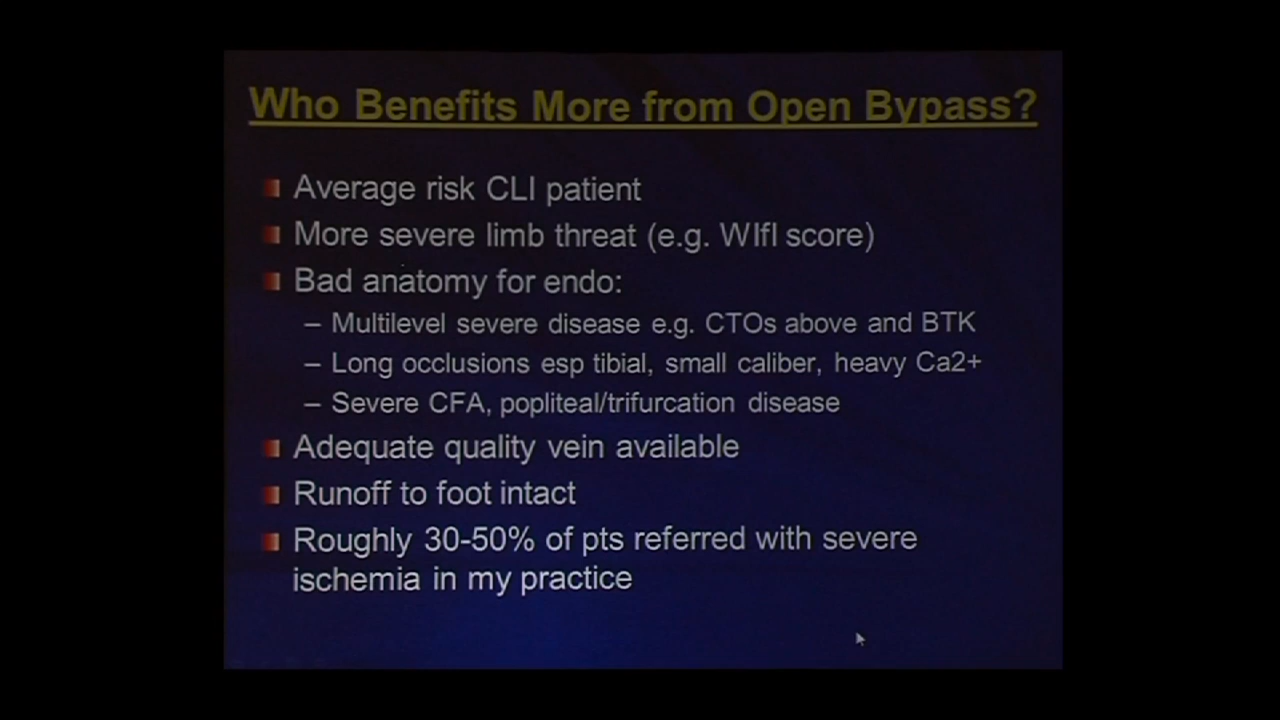 Who Benefits More from Open Bypass?
Average risk CLI patient
More severe limb threat (e.g. WIfI score)
Bad anatomy for endo:
– Multilevel severe disease e.g. CTOs above and BTK
– Long occlusions esp tibial, small caliber, heavy Ca2+
– Severe CFA, popliteal/trifurcation disease
Adequate quality vein available
Runoff to foot intact
Roughly 30-50% of pts referred with severe
ischemia in my practice